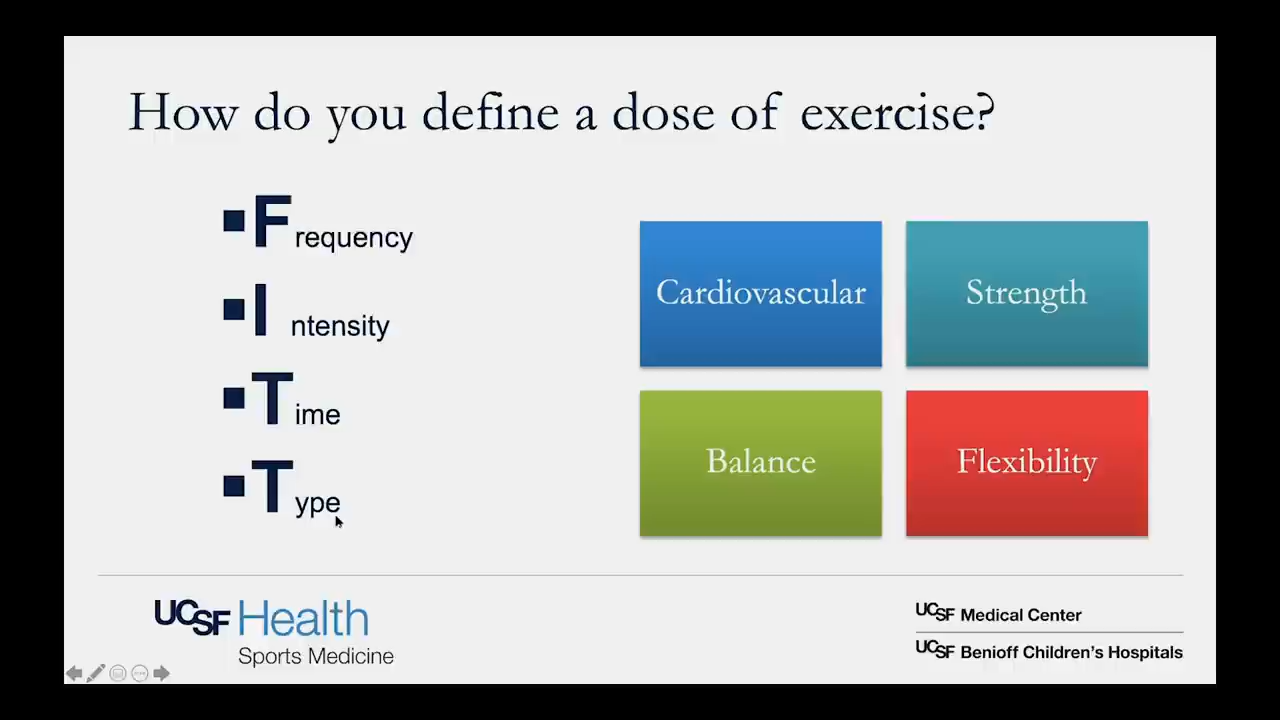 How do you define a dose of exercise?
▪Frequency
▪Intensity
▪Time
▪Type
Cardiovascular
Strength
Balance
Flexibility
UCSF Health
Sports Medicine
UCSF Medical Center
UCSF Benioff Children's Hospitals